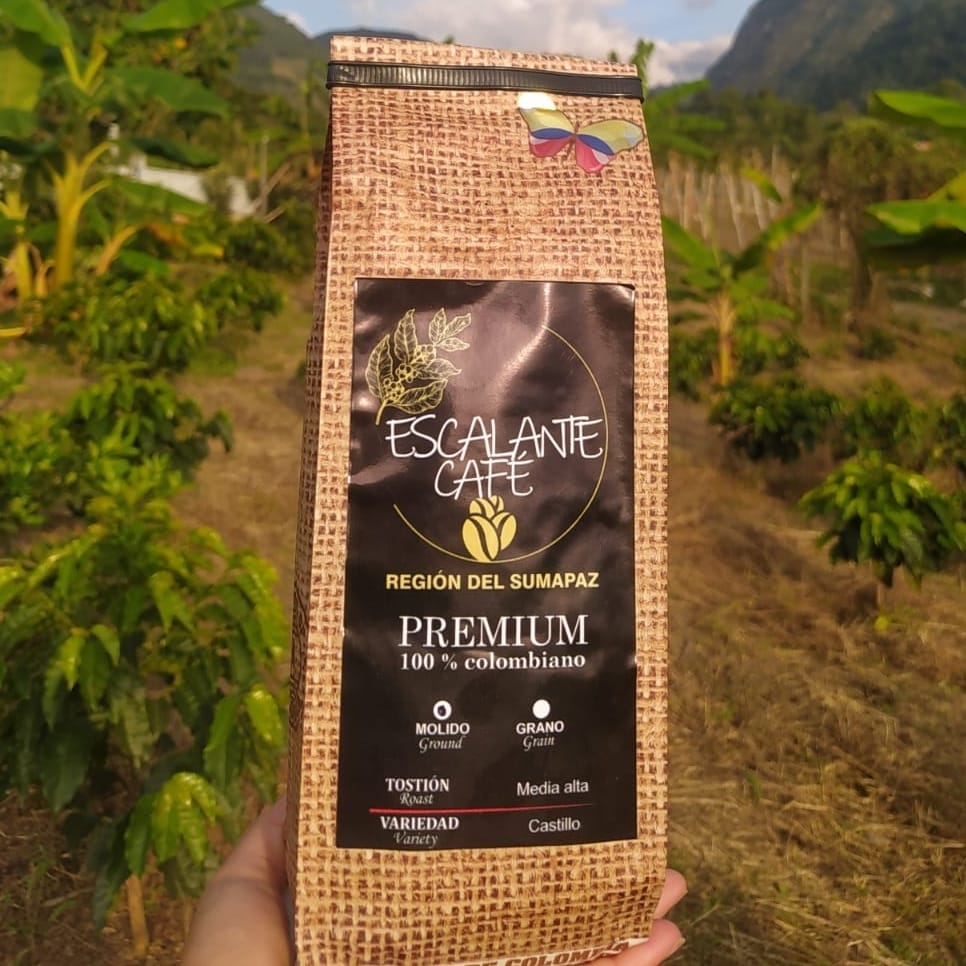 ESCALANTE
CAFÉ
REGIÓN DEL SUMAPAZ
PREMIUM
100 % colombiano
MOLIDO GRANO
Ground Grain
TOSTIÓN Media alta
Roast
VARIEDAD Castillo
Variety